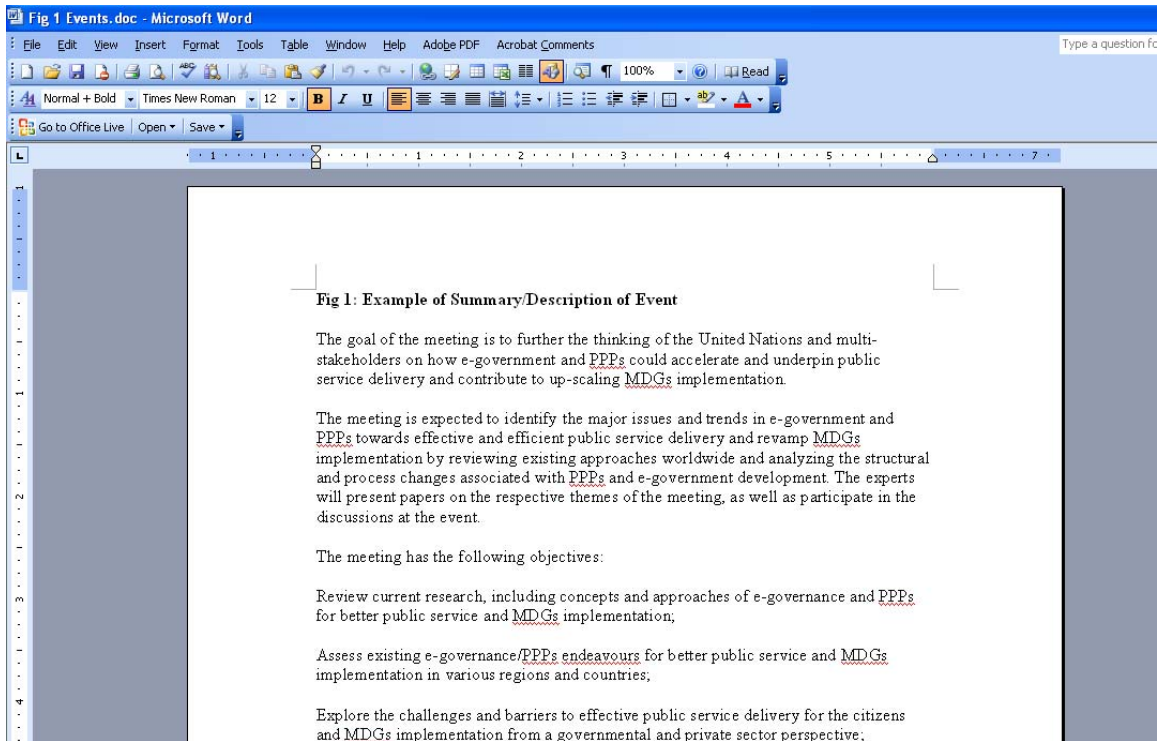 Fig 1 Events.doc - Microsoft Word
File Edit View Insert Format Tools Table Window Help Adobe PDF Acrobat Comments
Type a question fo
100% Read
Normal + Bold Times New Roman 12 B I U A
Go to Office Live Open Save
L 1 1 2 3 4 5 7
Fig 1: Example of Summary/Description of Event
The goal of the meeting is to further the thinking of the United Nations and multi-
stakeholders on how e-government and PPPs could accelerate and underpin public
service delivery and contribute to up-scaling MDGs implementation.
The meeting is expected to identify the major issues and trends in e-government and
PPPs towards effective and efficient public service delivery and revamp MDGs
implementation by reviewing existing approaches worldwide and analyzing the structural
and process changes associated with PPPs and e-government development. The experts
will present papers on the respective themes of the meeting, as well as participate in the
discussions at the event.
The meeting has the following objectives:
Review current research, including concepts and approaches of e-governance and PPPs
for better public service and MDGs implementation;
Assess existing e-governance/PPPs endeavours for better public service and MDGs
implementation in various regions and countries;
Explore the challenges and barriers to effective public service delivery for the citizens
and MDGs implementation from a governmental and private sector perspective;